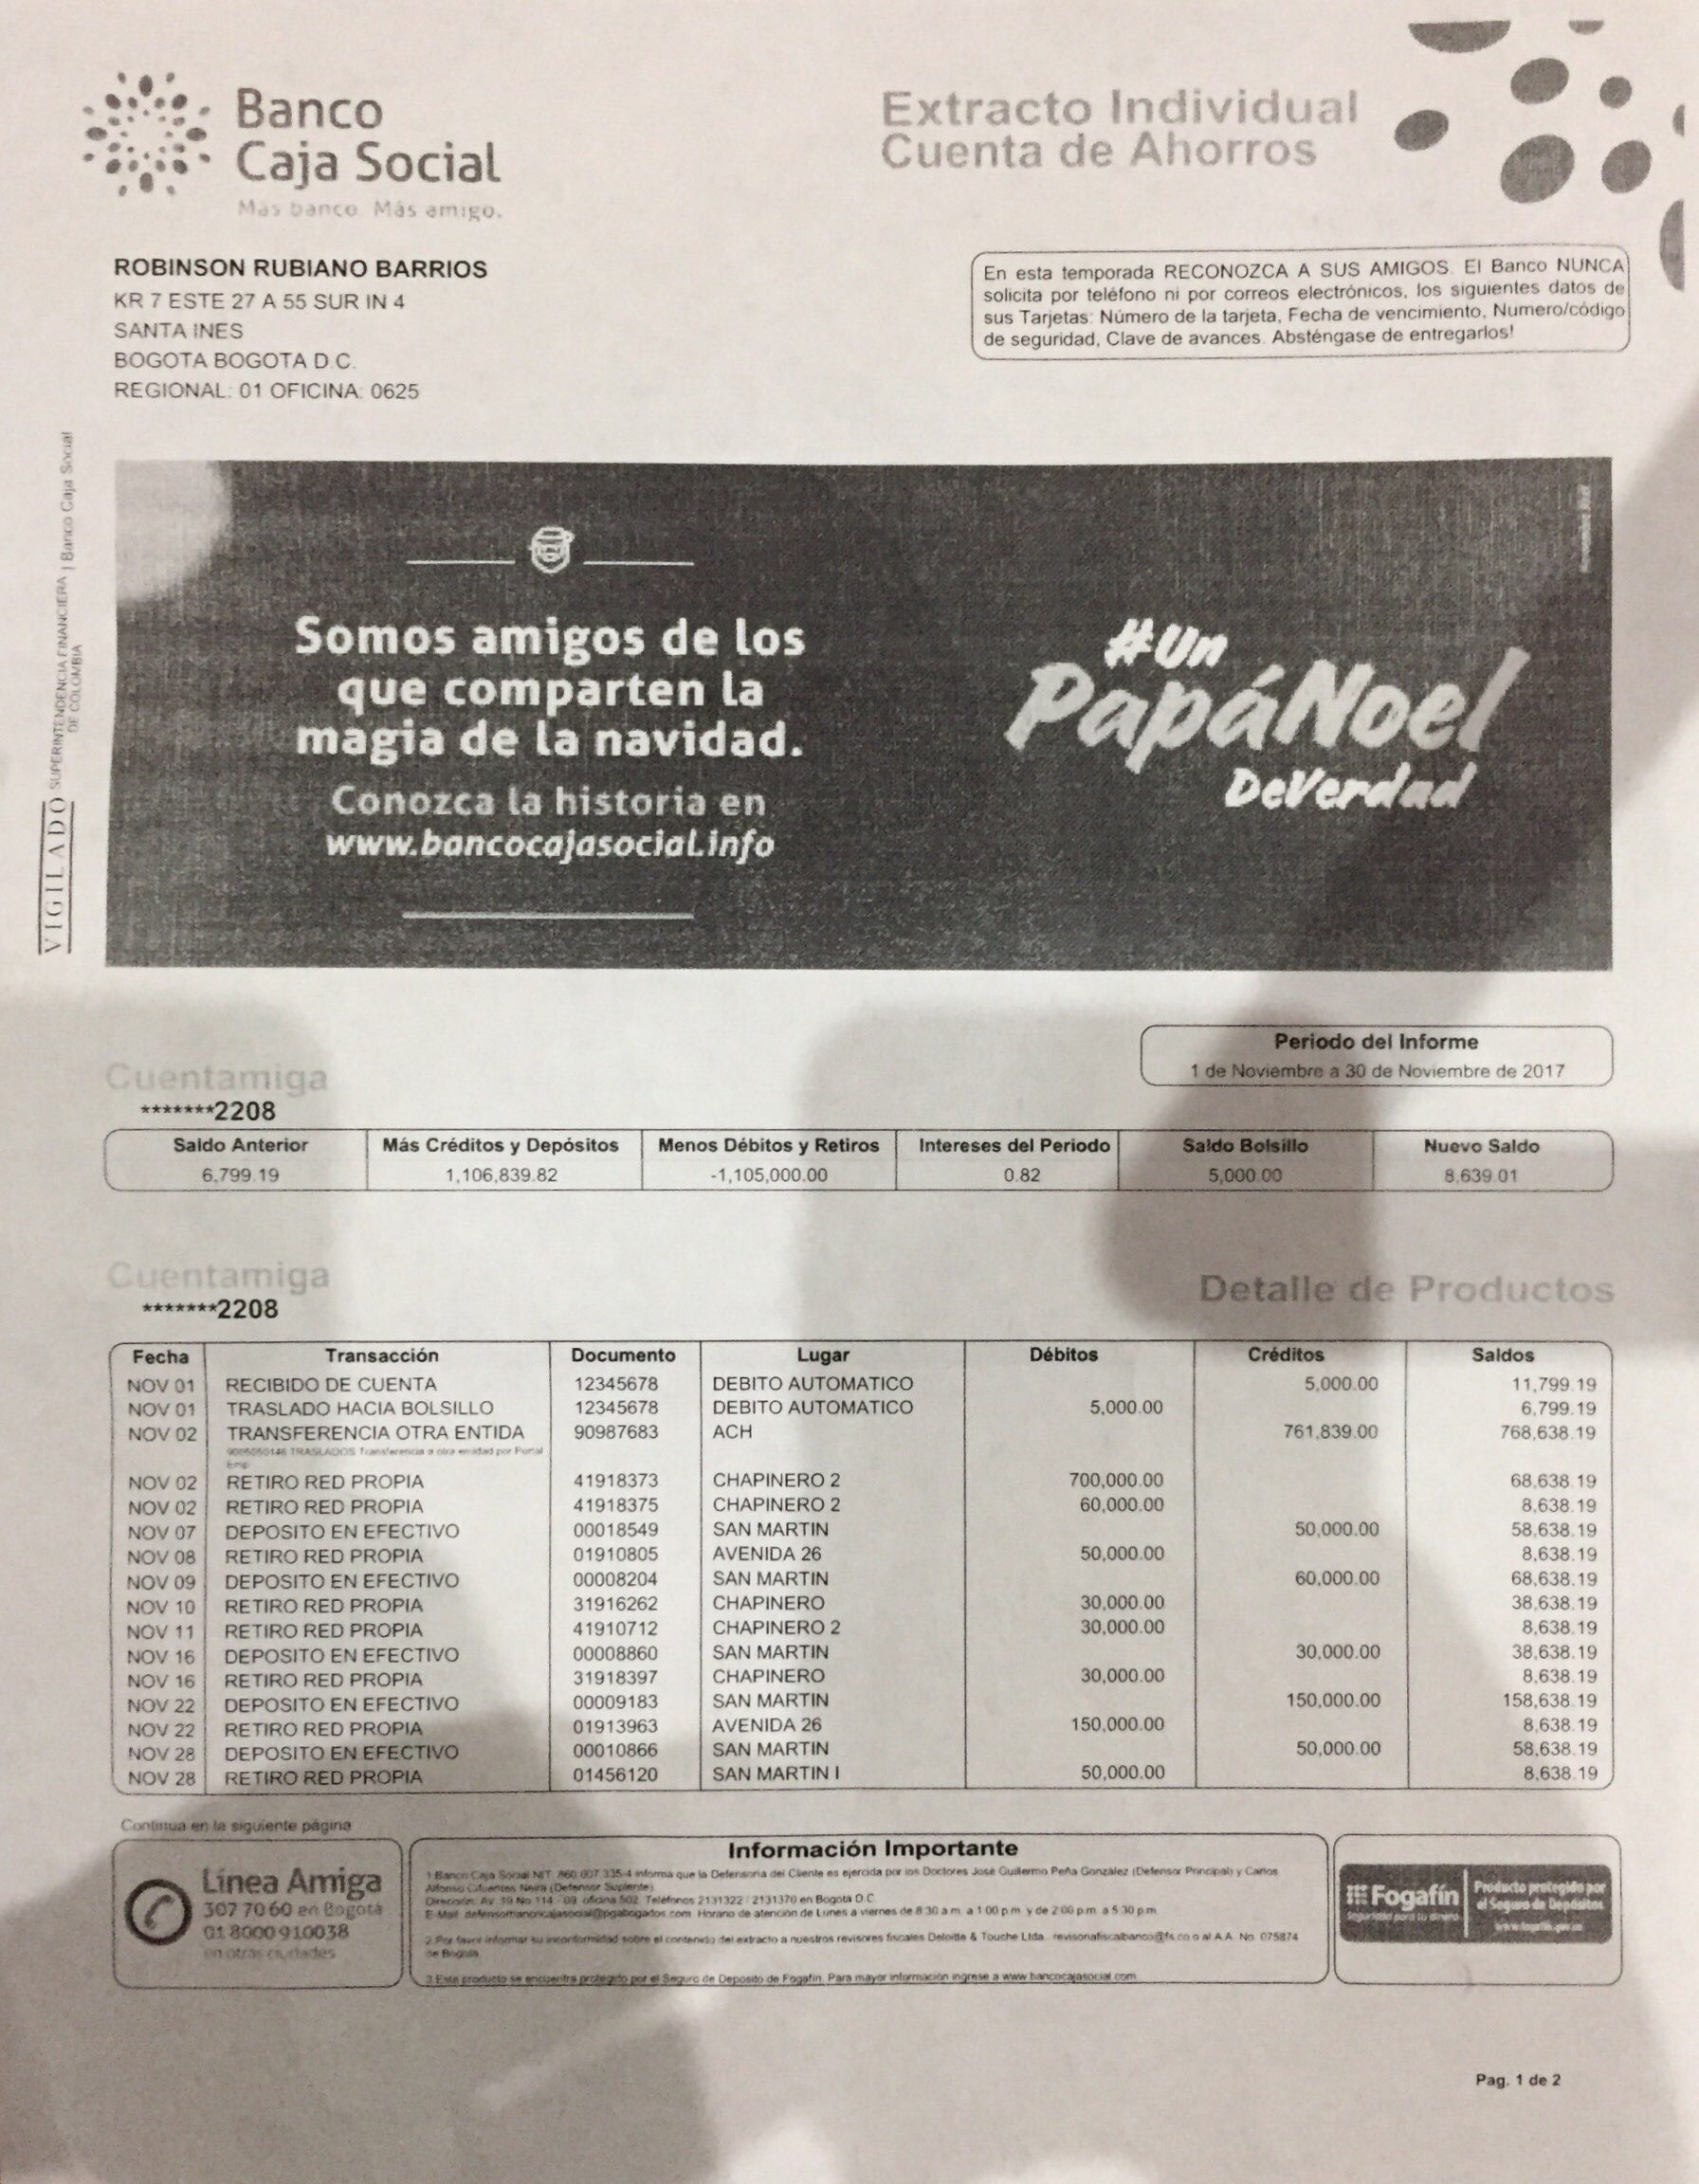 Banco
Caja Social
Más banco. Más amigo.
Extracto Individual
Cuenta de Ahorros
ROBINSON RUBIANO BARRIOS
KR 7 ESTE 27 A 55 SUR IN 4
SANTA INES
BOGOTA BOGOTA D.C.
REGIONAL: 01 OFICINA: 0625
En esta temporada RECONOZCA A SUS AMIGOS. El Banco NUNCA
solicita por teléfono ni por correos electrónicos, los siguientes datos de
sus Tarjetas: Número de la tarjeta, Fecha de vencimiento, Numero/código
de seguridad, Clave de avances. Absténgase de entregarlos!
VIGILADO SUPERINTENDENCIA FINANCIERA DE COLOMBIA | Banco Caja Social
Somos amigos de los
que comparten la
magia de la navidad.
Conozca la historia en
www.bancocajasocial.info
#Un
PapáNoel
DeVerdad
Periodo del Informe
1 de Noviembre a 30 de Noviembre de 2017
Cuentamiga
*******2208
Saldo Anterior Más Créditos y Depósitos Menos Débitos y Retiros Intereses del Periodo Saldo Bolsillo Nuevo Saldo
6,799.19 1,106,839.82 -1,105,000.00 0.82 5,000.00 8,639.01
Cuentamiga
*******2208
Detalle de Productos
Fecha Transacción Documento Lugar Débitos Créditos Saldos
NOV 01 RECIBIDO DE CUENTA 12345678 DEBITO AUTOMATICO 5,000.00 11,799.19
NOV 01 TRASLADO HACIA BOLSILLO 12345678 DEBITO AUTOMATICO 5,000.00 6,799.19
NOV 02 TRANSFERENCIA OTRA ENTIDA 90987683 ACH 761,839.00 768,638.19
TRASLADOS Transferencia a otra entidad por Portal
Emp
NOV 02 RETIRO RED PROPIA 41918373 CHAPINERO 2 700,000.00 68,638.19
NOV 02 RETIRO RED PROPIA 41918375 CHAPINERO 2 60,000.00 8,638.19
NOV 07 DEPOSITO EN EFECTIVO 00018549 SAN MARTIN 50,000.00 58,638.19
NOV 08 RETIRO RED PROPIA 01910805 AVENIDA 26 50,000.00 8,638.19
NOV 09 DEPOSITO EN EFECTIVO 00008204 SAN MARTIN 60,000.00 68,638.19
NOV 10 RETIRO RED PROPIA 31916262 CHAPINERO 30,000.00 38,638.19
NOV 11 RETIRO RED PROPIA 41910712 CHAPINERO 2 30,000.00 8,638.19
NOV 16 DEPOSITO EN EFECTIVO 00008860 SAN MARTIN 30,000.00 38,638.19
NOV 16 RETIRO RED PROPIA 31918397 CHAPINERO 30,000.00 8,638.19
NOV 22 DEPOSITO EN EFECTIVO 00009183 SAN MARTIN 150,000.00 158,638.19
NOV 22 RETIRO RED PROPIA 01913963 AVENIDA 26 150,000.00 8,638.19
NOV 28 DEPOSITO EN EFECTIVO 00010866 SAN MARTIN 50,000.00 58,638.19
NOV 28 RETIRO RED PROPIA 01456120 SAN MARTIN I 50,000.00 8,638.19
Continua en la siguiente página
Línea Amiga
307 70 60 en Bogotá
01 8000 910038
en otras ciudades
Información Importante
1 Banco Caja Social NIT. 860.007.335-4 informa que la Defensoría del Cliente es ejercida por los Doctores José Guillermo Peña González (Defensor Principal) y Carlos
Alfonso Cifuentes Neira (Defensor Suplente)
Dirección: Av. 19 No 114 - 09 oficina 502. Teléfonos 2131322 / 2131370 en Bogotá D.C.
Horario de atención de Lunes a viernes de 8:30 a.m. a 1:00 p.m. y de 2:00 p.m. a 5:30 p.m
2 Por favor informar su inconformidad sobre el contenido del extracto a nuestros revisores fiscales Deloitte & Touche Ltda. o al A.A. No. 075874
de Bogotá
3 Este producto se encuentra protegido por el Seguro de Deposito de Fogafin. Para mayor información ingrese a www.bancocajasocial.com
Fogafín
Producto protegido por
el Seguro de Depósitos
www.fogafin.gov.co
Pag. 1 de 2